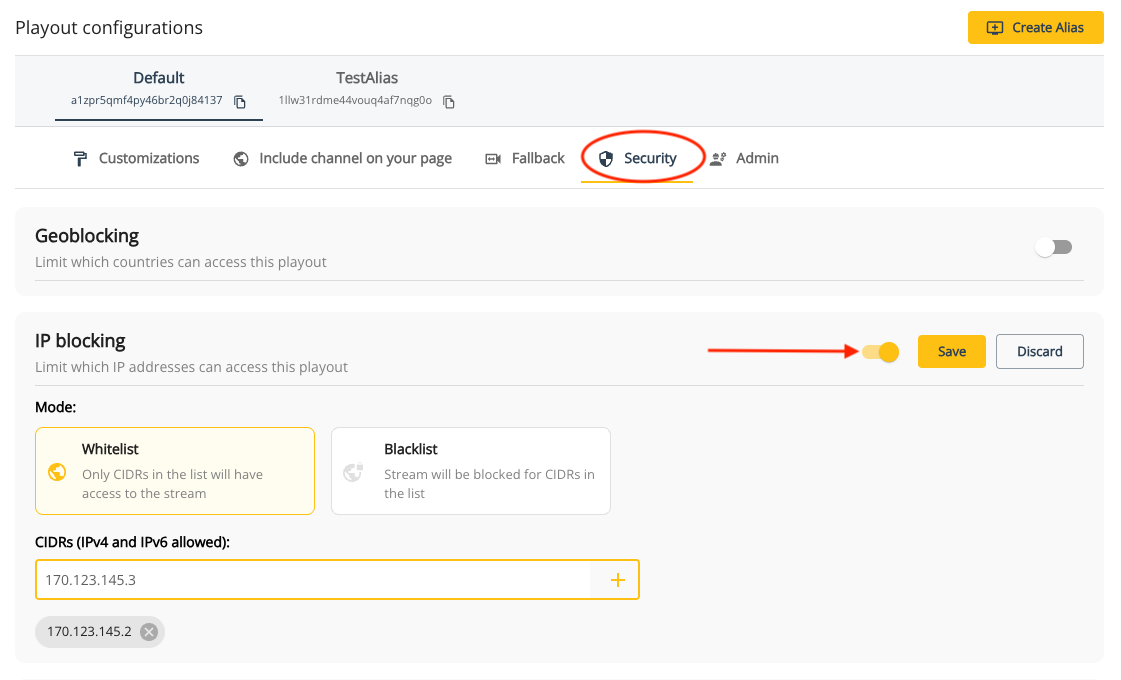 Playout configurations
Create Alias
Default
TestAlias
a1zpr5qmf4py46br2q0j84137
1llw31rdme44vouq4af7nqg0o
Customizations
Include channel on your page
Fallback
Security
Admin
Geoblocking
Limit which countries can access this playout
IP blocking
Limit which IP addresses can access this playout
Save
Discard
Mode:
Whitelist
Only CIDRs in the list will have
access to the stream
Blacklist
Stream will be blocked for CIDRs in
the list
CIDRs (IPv4 and IPv6 allowed):
170.123.145.3
170.123.145.2